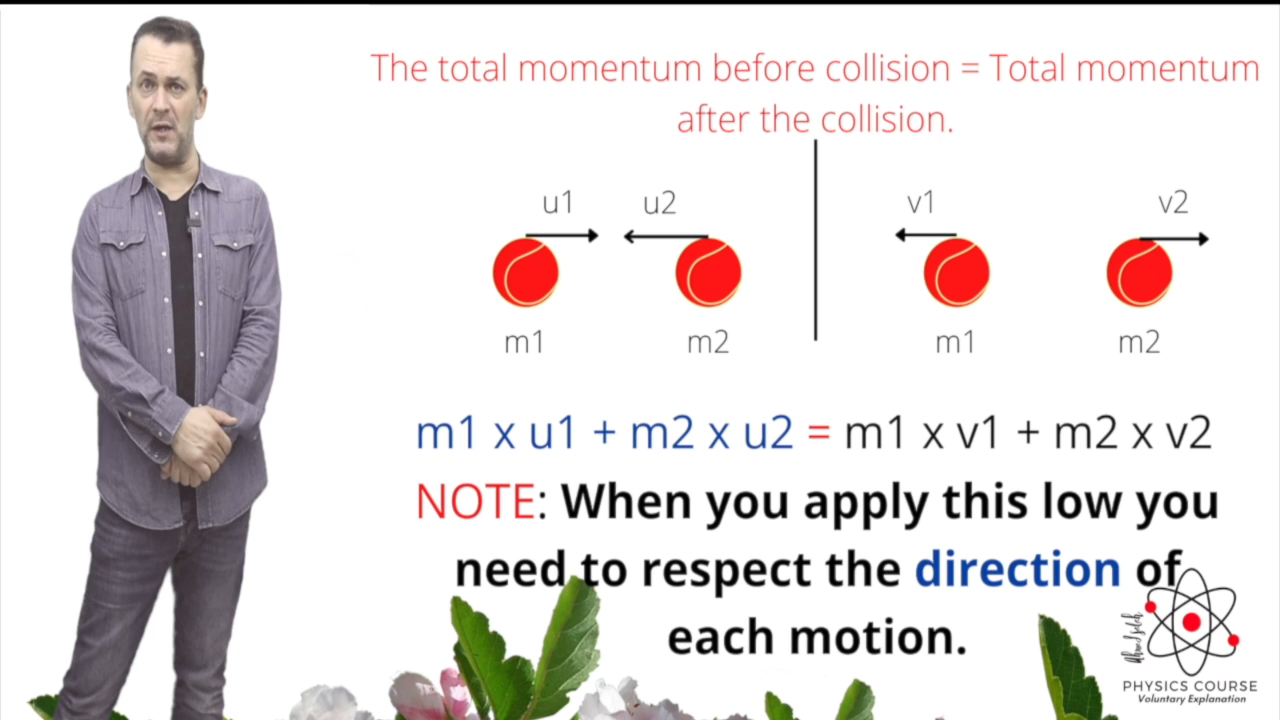 The total momentum before collision = Total momentum
after the collision.
u1 u2 v1 v2
m1 m2 m1 m2
m1 x u1 + m2 x u2 = m1 x v1 + m2 x v2
NOTE: When you apply this low you
need to respect the direction of
each motion.
PHYSICS COURSE
Voluntary Explanation